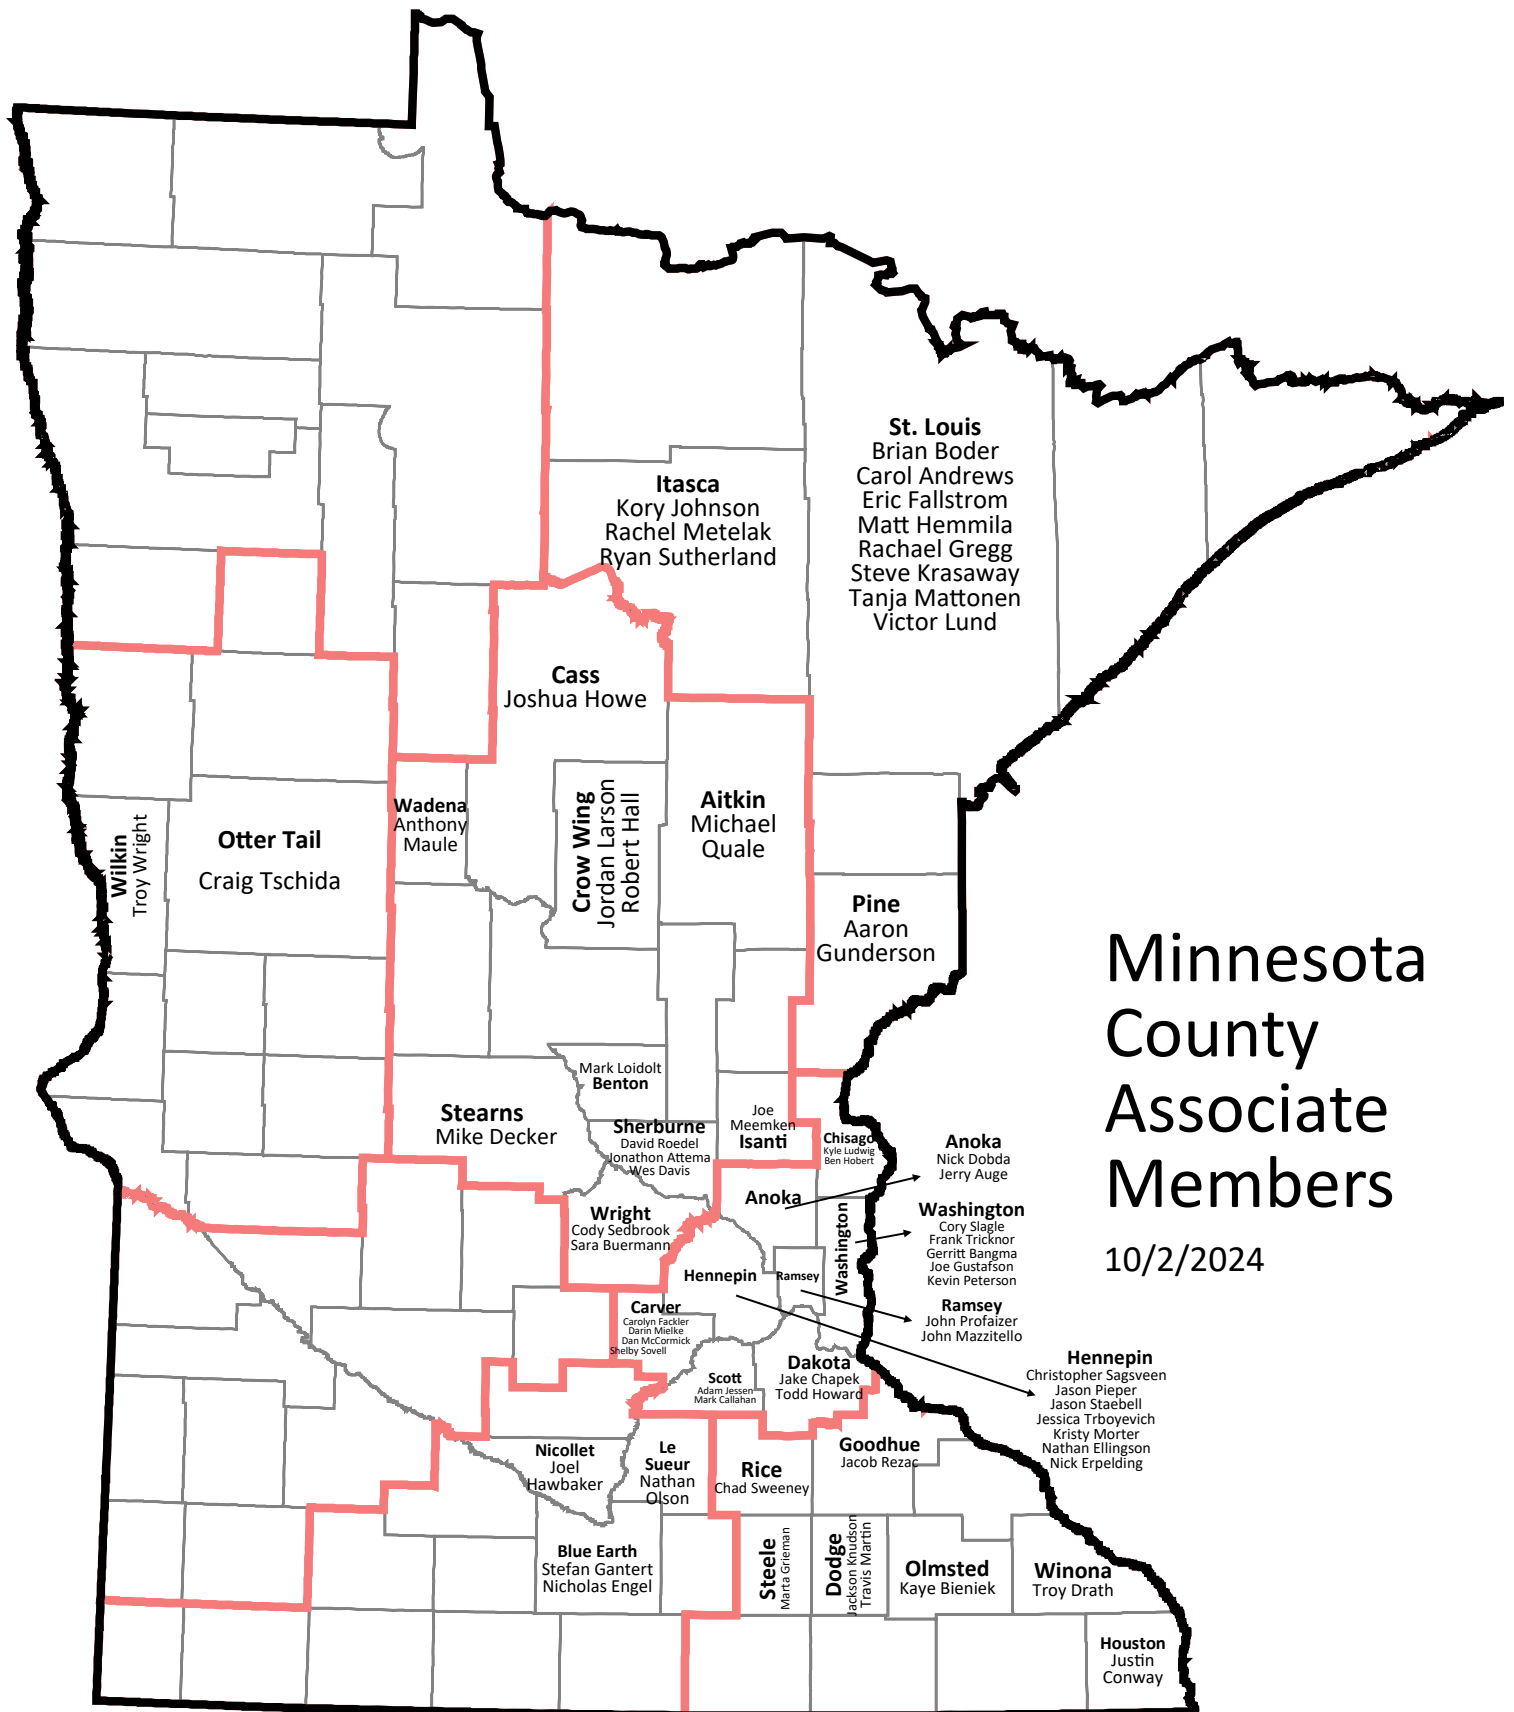 St. Louis
Brian Boder
Carol Andrews
Eric Fallstrom
Matt Hemmila
Rachael Gregg
Steve Krasaway
Tanja Mattonen
Victor Lund
Itasca
Kory Johnson
Rachel Metelak
Ryan Sutherland
Cass
Joshua Howe
Wadena
Anthony
Maule
Crow Wing
Jordan Larson
Robert Hall
Aitkin
Michael
Quale
Wilkin
Troy Wright
Otter Tail
Craig Tschida
Pine
Aaron
Gunderson
Minnesota
County
Associate
Members
10/2/2024
Mark Loidolt
Benton
Stearns
Mike Decker
Sherburne
David Roedel
Jonathon Attema
Wes Davis
Joe
Meemken
Isanti
Chisago
Kyle Ludwig
Ben Hobert
Anoka
Nick Dobda
Jerry Auge
Anoka
Washington
Washington
Cory Slagle
Frank Tricknor
Gerritt Bangma
Joe Gustafson
Kevin Peterson
Wright
Cody Sedbrook
Sara Buermann
Hennepin
Ramsey
Ramsey
John Profaizer
John Mazzitello
Carver
Carolyn Fackler
Darin Mielke
Dan McCormick
Shelby Sovell
Scott
Adam Jessen
Mark Callahan
Dakota
Jake Chapek
Todd Howard
Hennepin
Christopher Sagsveen
Jason Pieper
Jason Staebell
Jessica Trboyevich
Kristy Morter
Nathan Ellingson
Nick Erpelding
Nicollet
Joel
Hawbaker
Le
Sueur
Nathan
Olson
Rice
Chad Sweeney
Goodhue
Jacob Rezac
Blue Earth
Stefan Gantert
Nicholas Engel
Steele
Marta Grieman
Dodge
Jackson Knudson
Travis Martin
Olmsted
Kaye Bieniek
Winona
Troy Drath
Houston
Justin
Conway